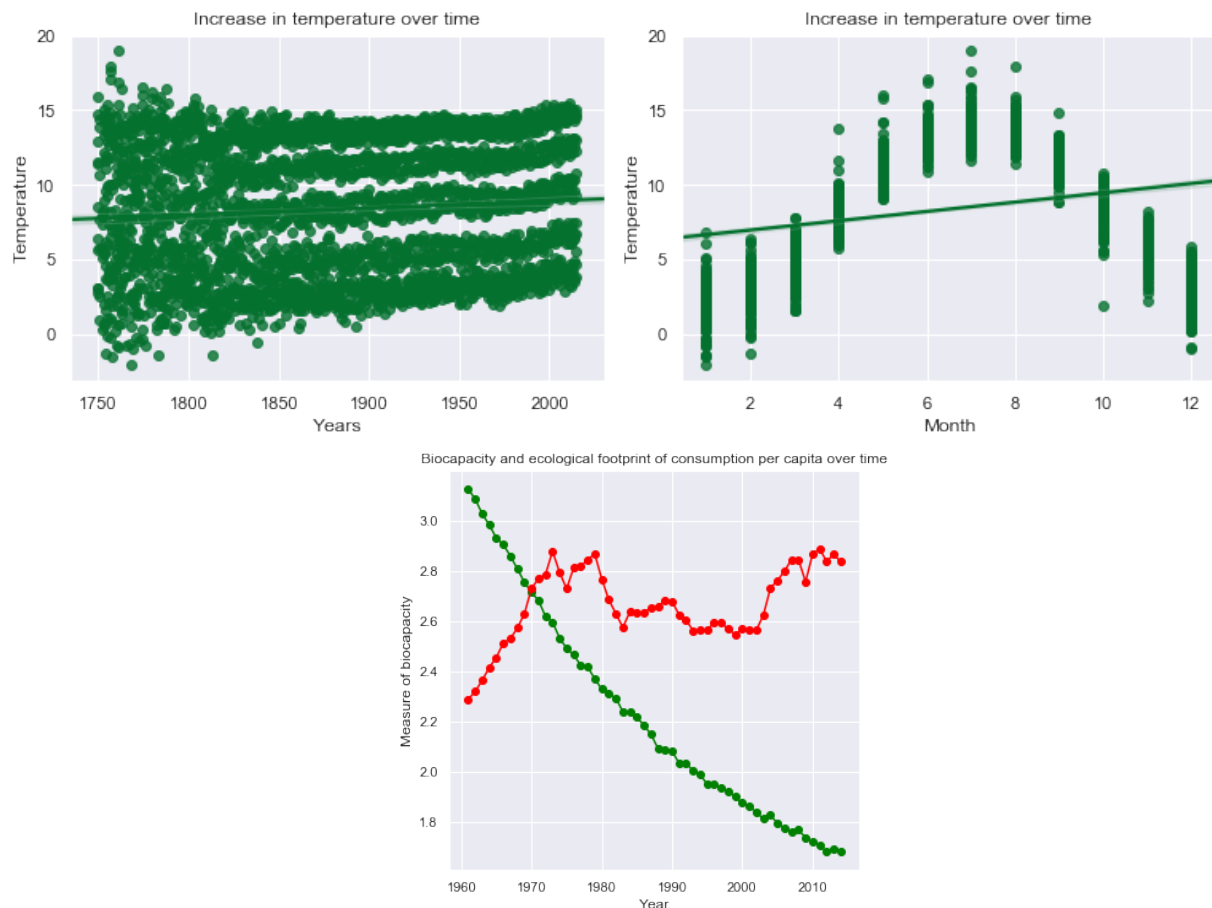 Increase in temperature over time
20
15
10
5
0
Temperature
1750 1800 1850 1900 1950 2000
Years
Increase in temperature over time
20
15
10
5
0
Temperature
2 4 6 8 10 12
Month
Biocapacity and ecological footprint of consumption per capita over time
3.0
2.8
2.6
2.4
2.2
2.0
1.8
Measure of biocapacity
1960 1970 1980 1990 2000 2010
Year